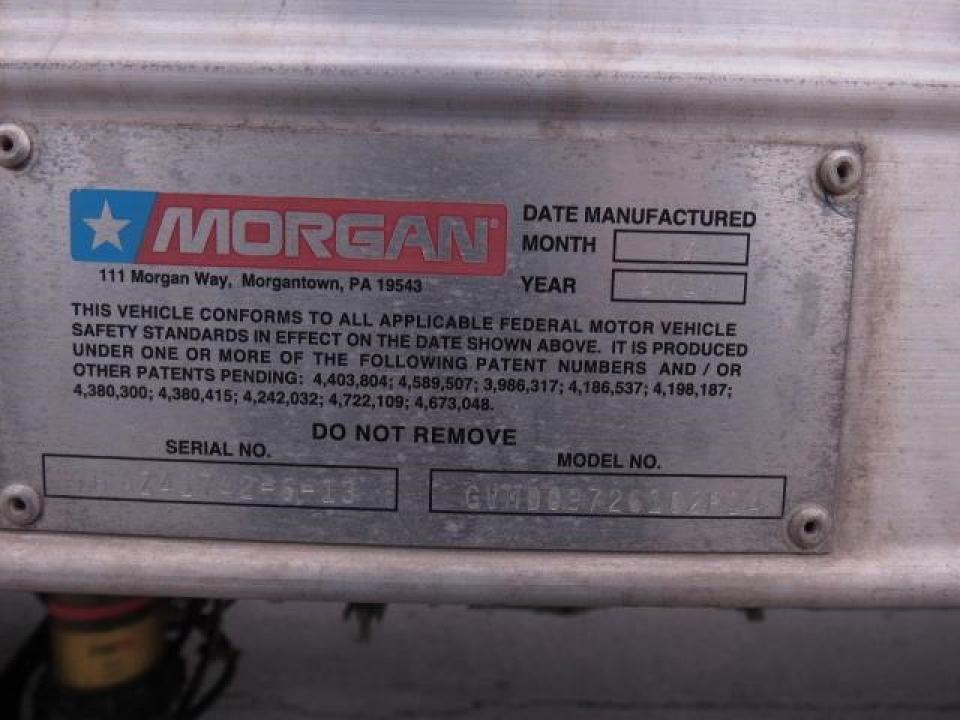 MORGAN®
111 Morgan Way, Morgantown, PA 19543
DATE MANUFACTURED
MONTH
YEAR
THIS VEHICLE CONFORMS TO ALL APPLICABLE FEDERAL MOTOR VEHICLE
SAFETY STANDARDS IN EFFECT ON THE DATE SHOWN ABOVE. IT IS PRODUCED
UNDER ONE OR MORE OF THE FOLLOWING PATENT NUMBERS AND / OR
OTHER PATENTS PENDING: 4,403,804; 4,589,507; 3,986,317; 4,186,537; 4,198,187;
4,380,300; 4,380,415; 4,242,032; 4,722,109; 4,673,048.
DO NOT REMOVE
SERIAL NO.
MODEL NO.